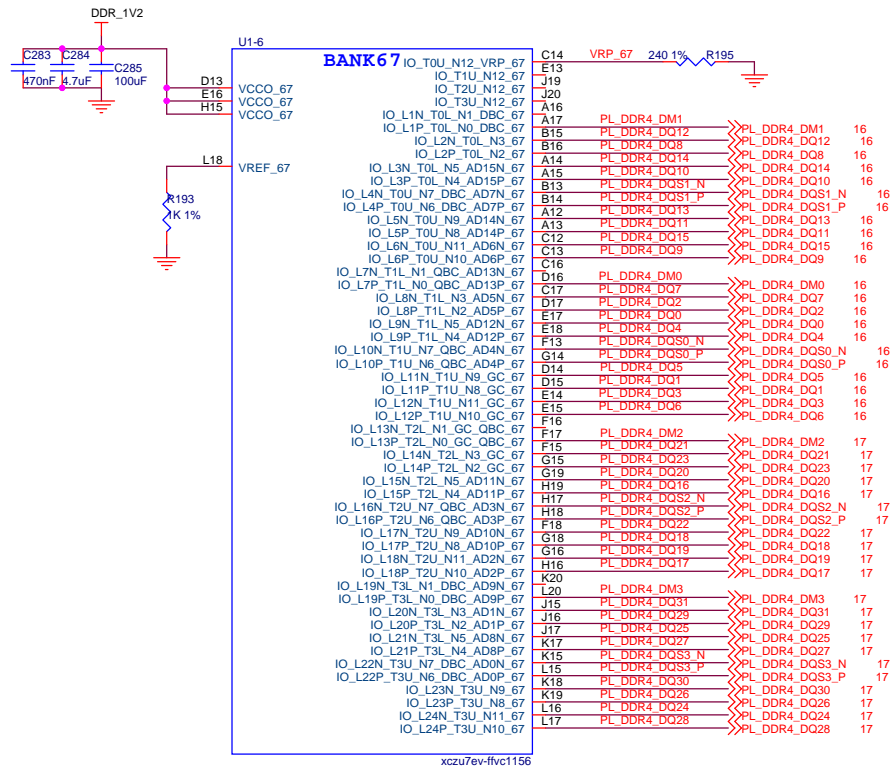 DDR_1V2
U1-6
BANK67
C283
470nF
C284
4.7uF
C285
100uF
D13 VCCO_67
E16 VCCO_67
H15 VCCO_67
L18 VREF_67
R193
1K 1%
IO_T0U_N12_VRP_67 C14 VRP_67 240 1% R195
IO_T1U_N12_67 E13
IO_T2U_N12_67 J19
IO_T3U_N12_67 J20
IO_L1N_T0L_N1_DBC_67 A16
IO_L1P_T0L_N0_DBC_67 A17 PL_DDR4_DM1 PL_DDR4_DM1 16
IO_L2N_T0L_N3_67 B15 PL_DDR4_DQ12 PL_DDR4_DQ12 16
IO_L2P_T0L_N2_67 B16 PL_DDR4_DQ8 PL_DDR4_DQ8 16
IO_L3N_T0L_N5_AD15N_67 A14 PL_DDR4_DQ14 PL_DDR4_DQ14 16
IO_L3P_T0L_N4_AD15P_67 A15 PL_DDR4_DQ10 PL_DDR4_DQ10 16
IO_L4N_T0U_N7_DBC_AD7N_67 B13 PL_DDR4_DQS1_N PL_DDR4_DQS1_N 16
IO_L4P_T0U_N6_DBC_AD7P_67 B14 PL_DDR4_DQS1_P PL_DDR4_DQS1_P 16
IO_L5N_T0U_N9_AD14N_67 A12 PL_DDR4_DQ13 PL_DDR4_DQ13 16
IO_L5P_T0U_N8_AD14P_67 A13 PL_DDR4_DQ11 PL_DDR4_DQ11 16
IO_L6N_T0U_N11_AD6N_67 C12 PL_DDR4_DQ15 PL_DDR4_DQ15 16
IO_L6P_T0U_N10_AD6P_67 C13 PL_DDR4_DQ9 PL_DDR4_DQ9 16
IO_L7N_T1L_N1_QBC_AD13N_67 C16
IO_L7P_T1L_N0_QBC_AD13P_67 D16 PL_DDR4_DM0 PL_DDR4_DM0 16
IO_L8N_T1L_N3_AD5N_67 C17 PL_DDR4_DQ7 PL_DDR4_DQ7 16
IO_L8P_T1L_N2_AD5P_67 D17 PL_DDR4_DQ2 PL_DDR4_DQ2 16
IO_L9N_T1L_N5_AD12N_67 E17 PL_DDR4_DQ0 PL_DDR4_DQ0 16
IO_L9P_T1L_N4_AD12P_67 E18 PL_DDR4_DQ4 PL_DDR4_DQ4 16
IO_L10N_T1U_N7_QBC_AD4N_67 F13 PL_DDR4_DQS0_N PL_DDR4_DQS0_N 16
IO_L10P_T1U_N6_QBC_AD4P_67 G14 PL_DDR4_DQS0_P PL_DDR4_DQS0_P 16
IO_L11N_T1U_N9_GC_67 D14 PL_DDR4_DQ5 PL_DDR4_DQ5 16
IO_L11P_T1U_N8_GC_67 D15 PL_DDR4_DQ1 PL_DDR4_DQ1 16
IO_L12N_T1U_N11_GC_67 E14 PL_DDR4_DQ3 PL_DDR4_DQ3 16
IO_L12P_T1U_N10_GC_67 E15 PL_DDR4_DQ6 PL_DDR4_DQ6 16
IO_L13N_T2L_N1_GC_QBC_67 F16
IO_L13P_T2L_N0_GC_QBC_67 F17 PL_DDR4_DM2 PL_DDR4_DM2 17
IO_L14N_T2L_N3_GC_67 F15 PL_DDR4_DQ21 PL_DDR4_DQ21 17
IO_L14P_T2L_N2_GC_67 G15 PL_DDR4_DQ23 PL_DDR4_DQ23 17
IO_L15N_T2L_N5_AD11N_67 G19 PL_DDR4_DQ20 PL_DDR4_DQ20 17
IO_L15P_T2L_N4_AD11P_67 H19 PL_DDR4_DQ16 PL_DDR4_DQ16 17
IO_L16N_T2U_N7_QBC_AD3N_67 H17 PL_DDR4_DQS2_N PL_DDR4_DQS2_N 17
IO_L16P_T2U_N6_QBC_AD3P_67 H18 PL_DDR4_DQS2_P PL_DDR4_DQS2_P 17
IO_L17N_T2U_N9_AD10N_67 F18 PL_DDR4_DQ22 PL_DDR4_DQ22 17
IO_L17P_T2U_N8_AD10P_67 G18 PL_DDR4_DQ18 PL_DDR4_DQ18 17
IO_L18N_T2U_N11_AD2N_67 G16 PL_DDR4_DQ19 PL_DDR4_DQ19 17
IO_L18P_T2U_N10_AD2P_67 H16 PL_DDR4_DQ17 PL_DDR4_DQ17 17
IO_L19N_T3L_N1_DBC_AD9N_67 K20
IO_L19P_T3L_N0_DBC_AD9P_67 L20 PL_DDR4_DM3 PL_DDR4_DM3 17
IO_L20N_T3L_N3_AD1N_67 J15 PL_DDR4_DQ31 PL_DDR4_DQ31 17
IO_L20P_T3L_N2_AD1P_67 J16 PL_DDR4_DQ29 PL_DDR4_DQ29 17
IO_L21N_T3L_N5_AD8N_67 J17 PL_DDR4_DQ25 PL_DDR4_DQ25 17
IO_L21P_T3L_N4_AD8P_67 K17 PL_DDR4_DQ27 PL_DDR4_DQ27 17
IO_L22N_T3U_N7_DBC_AD0N_67 K15 PL_DDR4_DQS3_N PL_DDR4_DQS3_N 17
IO_L22P_T3U_N6_DBC_AD0P_67 L15 PL_DDR4_DQS3_P PL_DDR4_DQS3_P 17
IO_L23N_T3U_N9_67 K18 PL_DDR4_DQ30 PL_DDR4_DQ30 17
IO_L23P_T3U_N8_67 K19 PL_DDR4_DQ26 PL_DDR4_DQ26 17
IO_L24N_T3U_N11_67 L16 PL_DDR4_DQ24 PL_DDR4_DQ24 17
IO_L24P_T3U_N10_67 L17 PL_DDR4_DQ28 PL_DDR4_DQ28 17
xczu7ev-ffvc1156